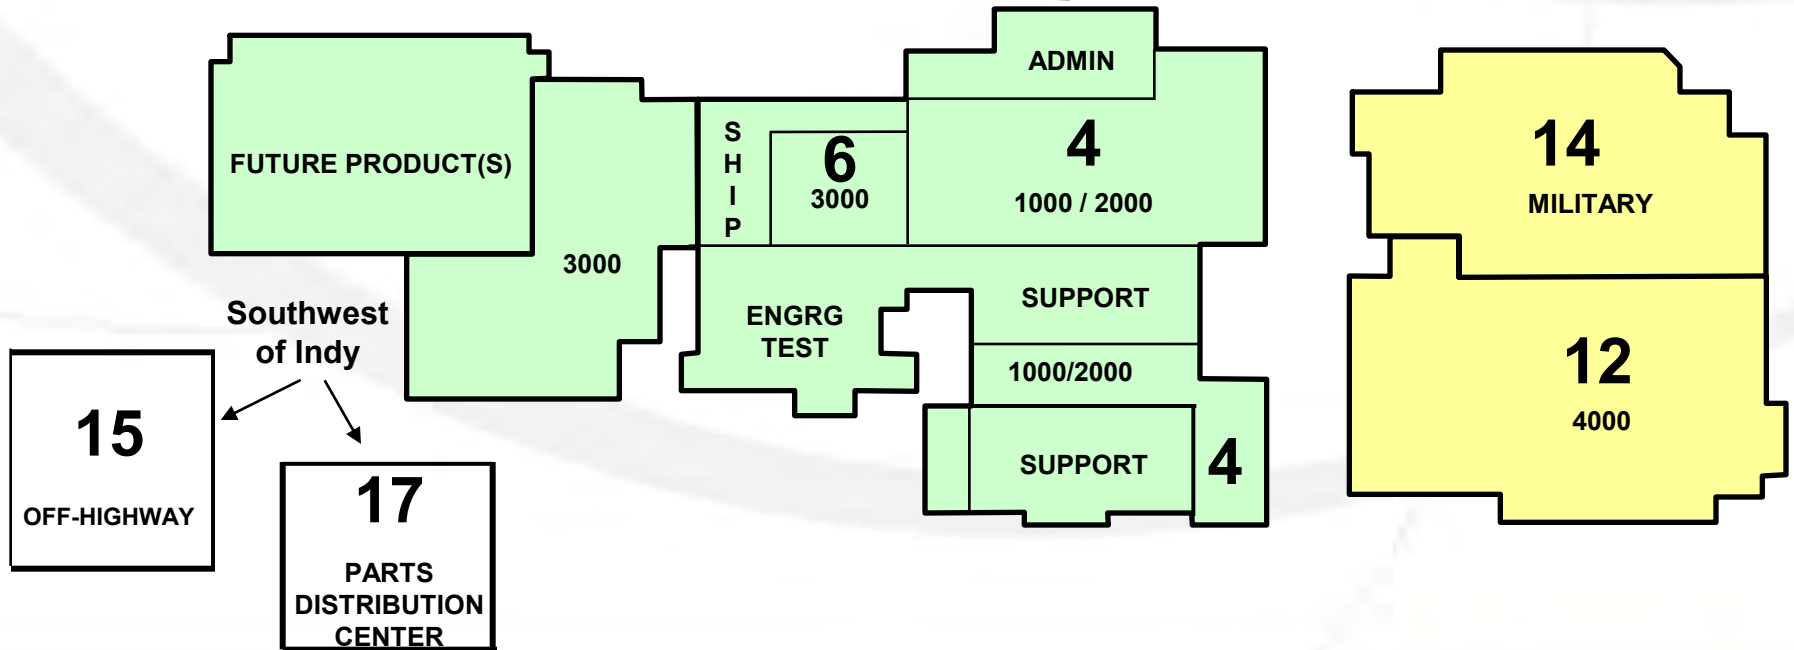 ADMIN
FUTURE PRODUCT(S)
S
H
I
P
6
3000
4
1000 / 2000
14
MILITARY
3000
Southwest
of Indy
ENGRG
TEST
SUPPORT
1000/2000
SUPPORT
4
12
4000
15
OFF-HIGHWAY
17
PARTS
DISTRIBUTION
CENTER